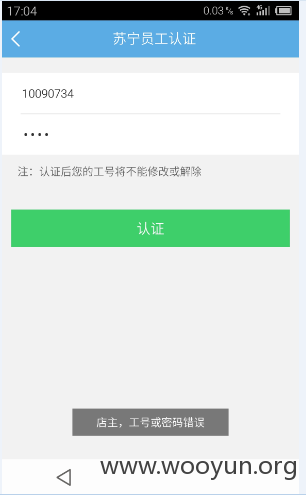 17:04
0.03 % 4G
苏宁员工认证
10090734
••••
注：认证后您的工号将不能修改或解除
认证
店主，工号或密码错误
www.wooyun.org